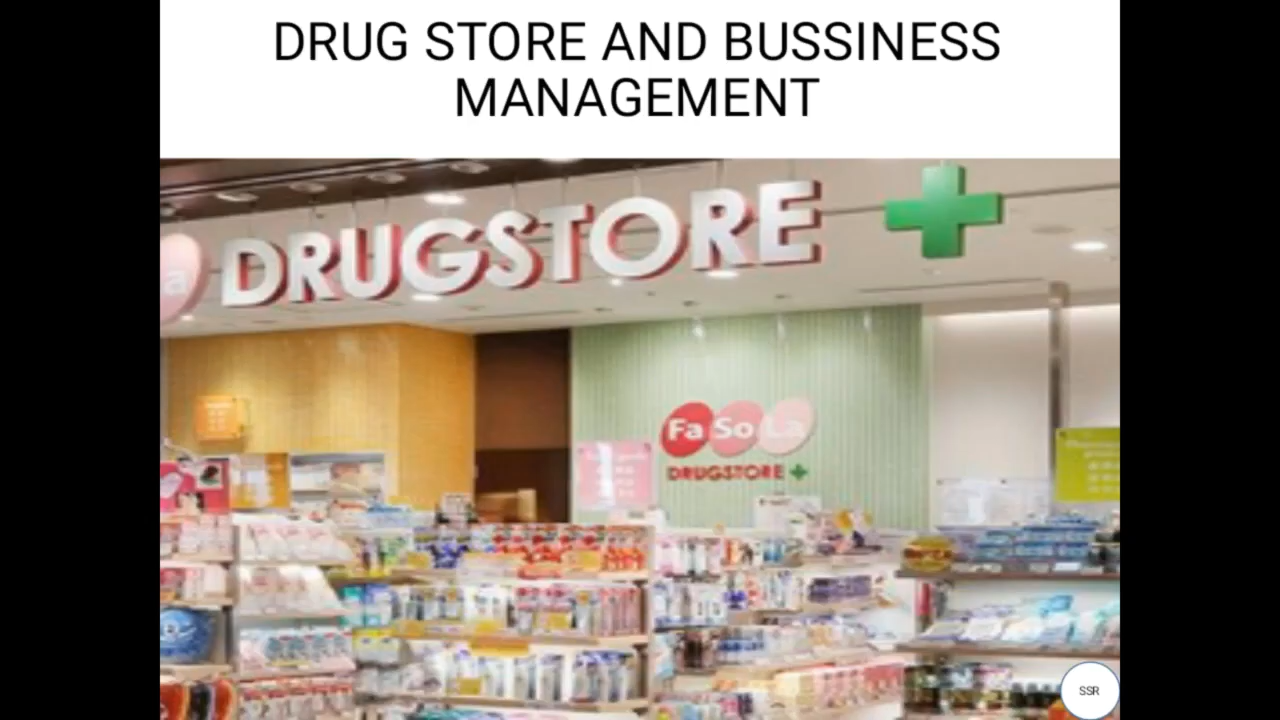 DRUG STORE AND BUSSINESS
MANAGEMENT
a
DRUGSTORE
Fa So La
DRUGSTORE
SSR